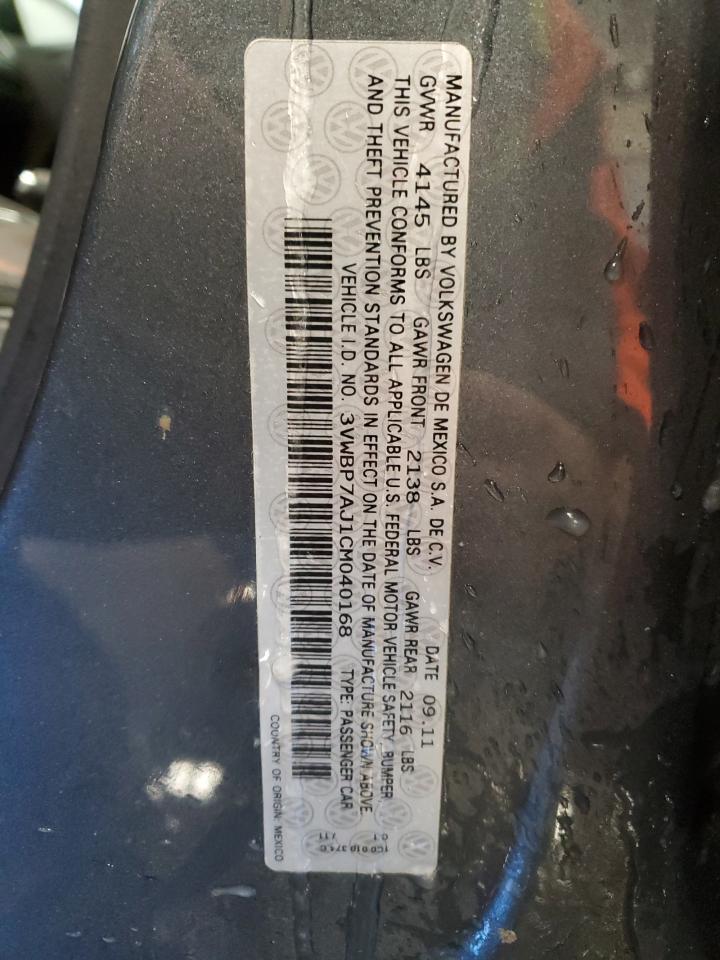 MANUFACTURED BY VOLKSWAGEN DE MEXICO S.A. DE C.V. DATE 09.11
GVWR 4145 LBS GAWR FRONT 2138 LBS GAWR REAR 2116 LBS
THIS VEHICLE CONFORMS TO ALL APPLICABLE U.S. FEDERAL MOTOR VEHICLE SAFETY, BUMPER,
AND THEFT PREVENTION STANDARDS IN EFFECT ON THE DATE OF MANUFACTURE SHOWN ABOVE.
VEHICLE I.D. NO. 3VWBP7AJ1CM040168 TYPE: PASSENGER CAR
COUNTRY OF ORIGIN: MEXICO